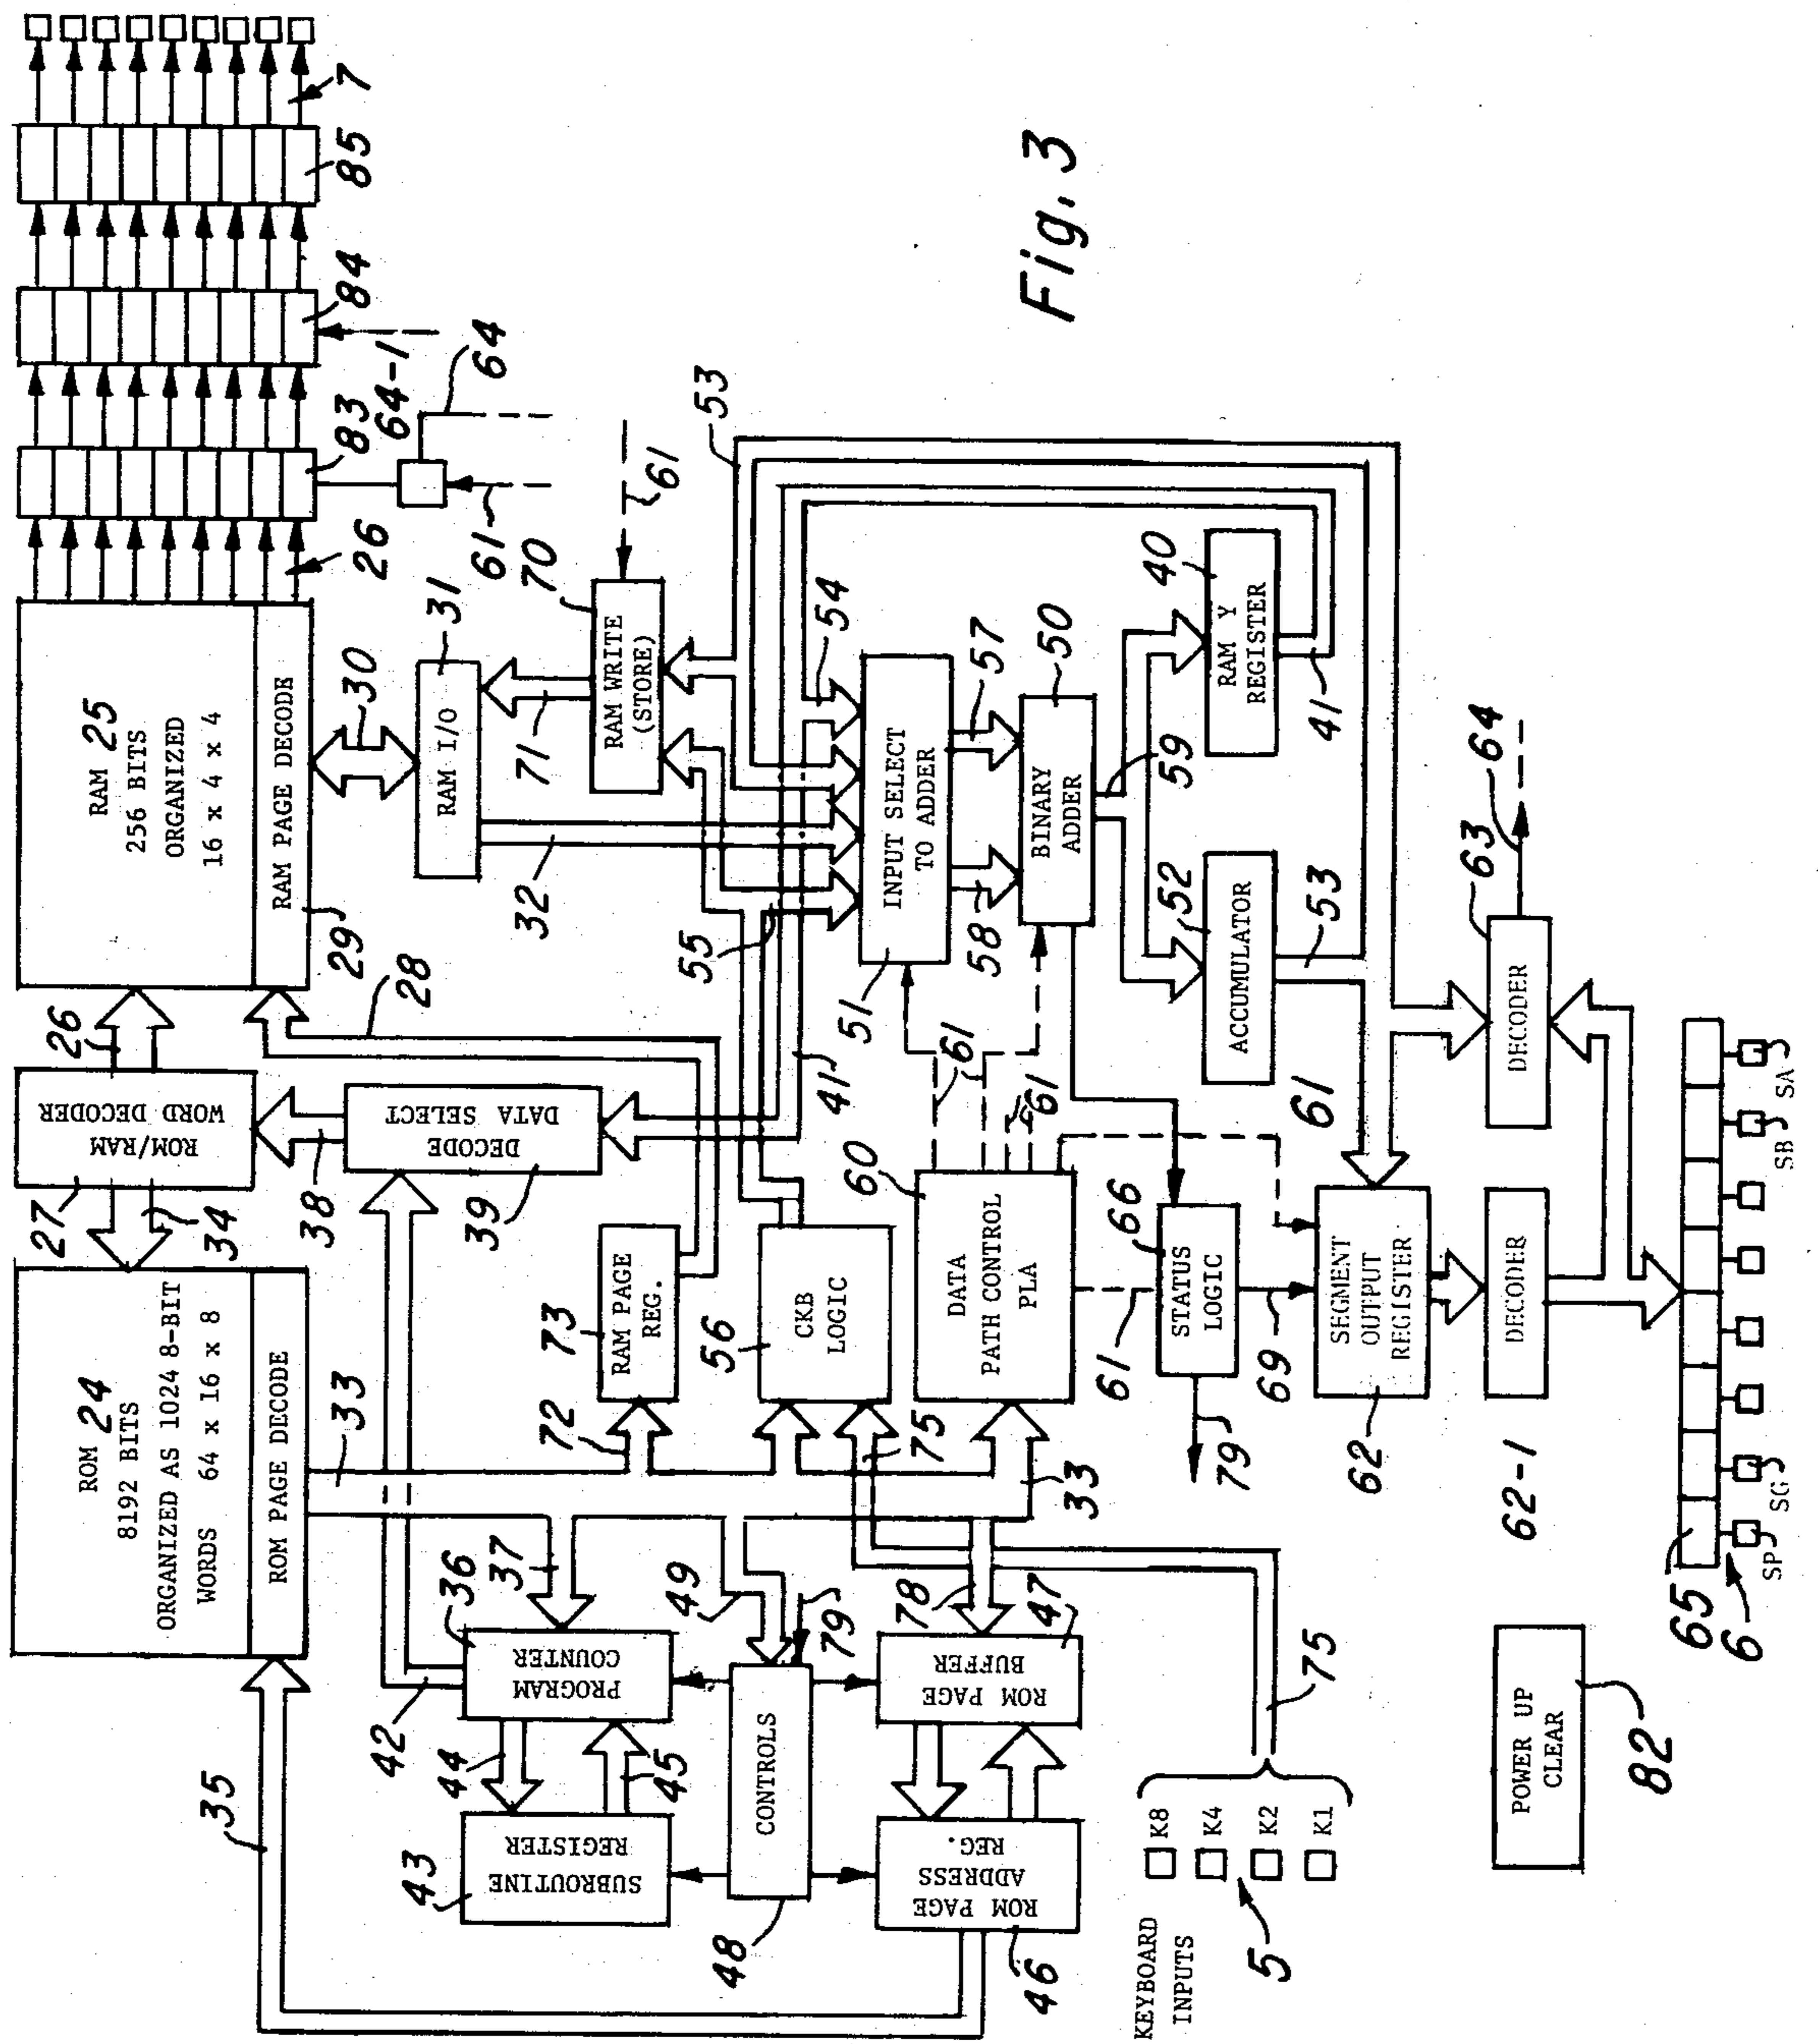 ROM 24
8192 BITS
ORGANIZED AS 1024 8-BIT
WORDS 64 x 16 x 8
ROM PAGE DECODE
35
33
27
34
ROM/RAM
WORD DECODER
26
38
DECODE
DATA SELECT
39
28
RAM 25
256 BITS
ORGANIZED
16 x 4 x 4
RAM PAGE DECODE
29
30
26
83
84
85
7
64-1
64
61
RAM I/O
31
32
71
RAM WRITE
(STORE)
70
61
53
54
55
41
43
SUBROUTINE
REGISTER
44
45
42
36
PROGRAM
COUNTER
37
49
CONTROLS
48
79
46
ROM PAGE
ADDRESS
REG.
47
ROM PAGE
BUFFER
78
72
73
RAM PAGE
REG.
56
CKB
LOGIC
75
33
60
DATA
PATH CONTROL
PLA
61
61
51
INPUT SELECT
TO ADDER
57
58
BINARY
ADDER
50
59
52
ACCUMULATOR
53
40
RAM Y
REGISTER
41
61
66
STATUS
LOGIC
69
79
61
SEGMENT
OUTPUT
REGISTER
62
DECODER
62-1
63
DECODER
64
KEYBOARD
INPUTS
K8
K4
K2
K1
5
75
POWER UP
CLEAR
82
65
6
SP
SG
SB
SA
Fig. 3